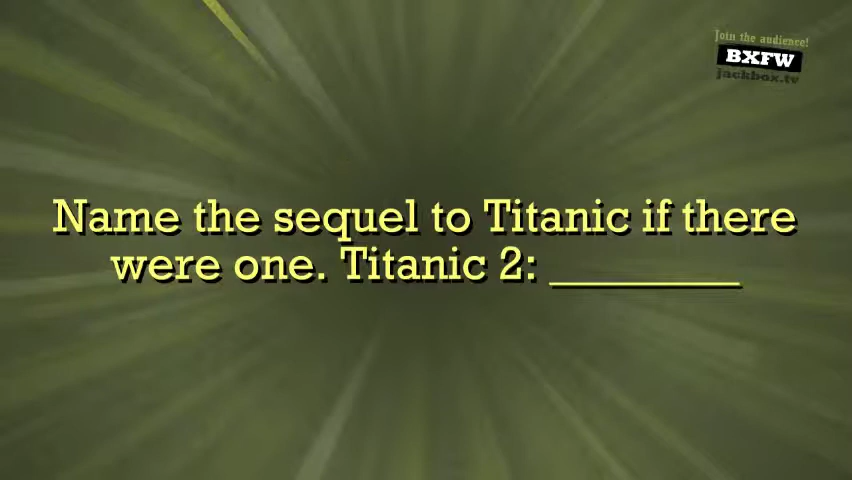 Join the audience!
BXFW
jackbox.tv
Name the sequel to Titanic if there
were one. Titanic 2: ________